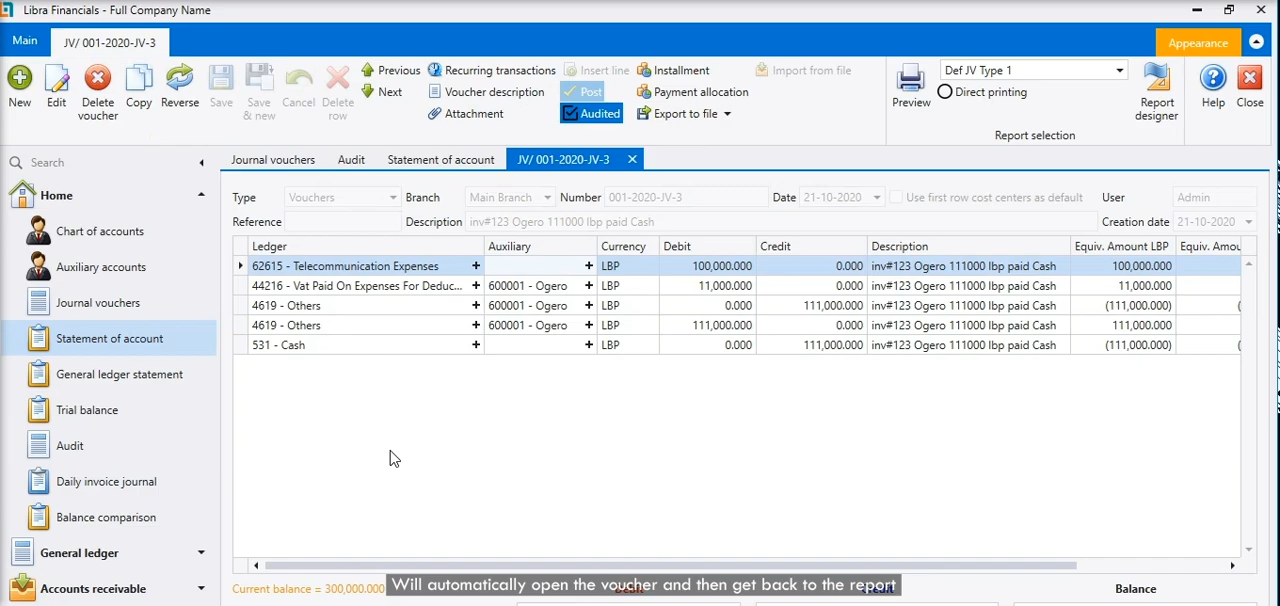 Libra Financials - Full Company Name
Main
JV/ 001-2020-JV-3
Appearance
New
Edit
Delete voucher
Copy
Reverse
Save
Save & new
Cancel
Delete row
Previous
Next
Recurring transactions
Voucher description
Attachment
Insert line
Post
Audited
Installment
Payment allocation
Export to file
Import from file
Preview
Def JV Type 1
Direct printing
Report designer
Report selection
Help
Close
Search
Home
Chart of accounts
Auxiliary accounts
Journal vouchers
Statement of account
General ledger statement
Trial balance
Audit
Daily invoice journal
Balance comparison
General ledger
Accounts receivable
Journal vouchers Audit Statement of account JV/ 001-2020-JV-3
Type Vouchers Branch Main Branch Number 001-2020-JV-3 Date 21-10-2020 Use first row cost centers as default User Admin
Reference Description inv#123 Ogero 111000 lbp paid Cash Creation date 21-10-2020
Ledger Auxiliary Currency Debit Credit Description Equiv. Amount LBP Equiv. Amou
62615 - Telecommunication Expenses + + LBP 100,000.000 0.000 inv#123 Ogero 111000 lbp paid Cash 100,000.000
44216 - Vat Paid On Expenses For Deduc... + 600001 - Ogero + LBP 11,000.000 0.000 inv#123 Ogero 111000 lbp paid Cash 11,000.000
4619 - Others + 600001 - Ogero + LBP 0.000 111,000.000 inv#123 Ogero 111000 lbp paid Cash (111,000.000) (
4619 - Others + 600001 - Ogero + LBP 111,000.000 0.000 inv#123 Ogero 111000 lbp paid Cash 111,000.000
531 - Cash + + LBP 0.000 111,000.000 inv#123 Ogero 111000 lbp paid Cash (111,000.000) (
Current balance = 300,000.000 Debit Credit Balance
Will automatically open the voucher and then get back to the report